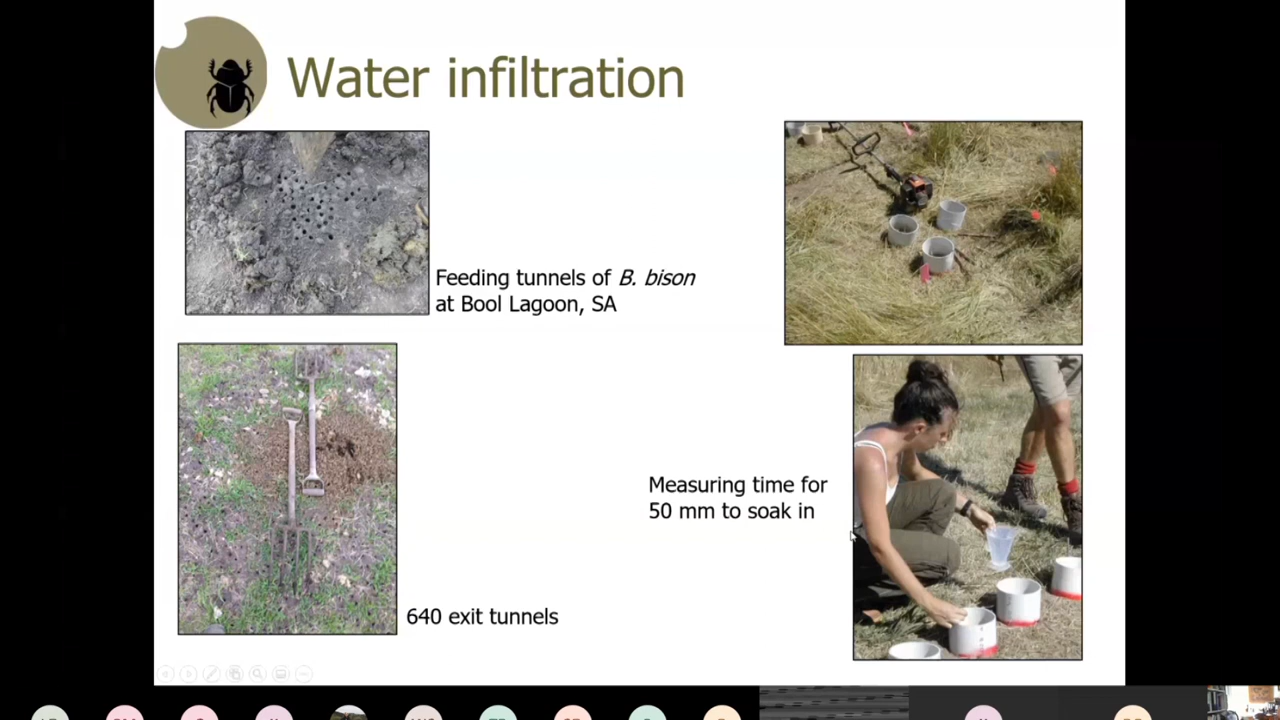 Water infiltration
Feeding tunnels of B. bison
at Bool Lagoon, SA
Measuring time for
50 mm to soak in
640 exit tunnels